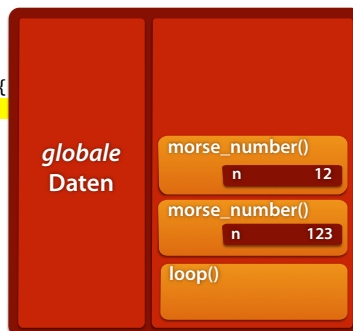 {
globale
Daten
morse_number()
n 12
morse_number()
n 123
loop()